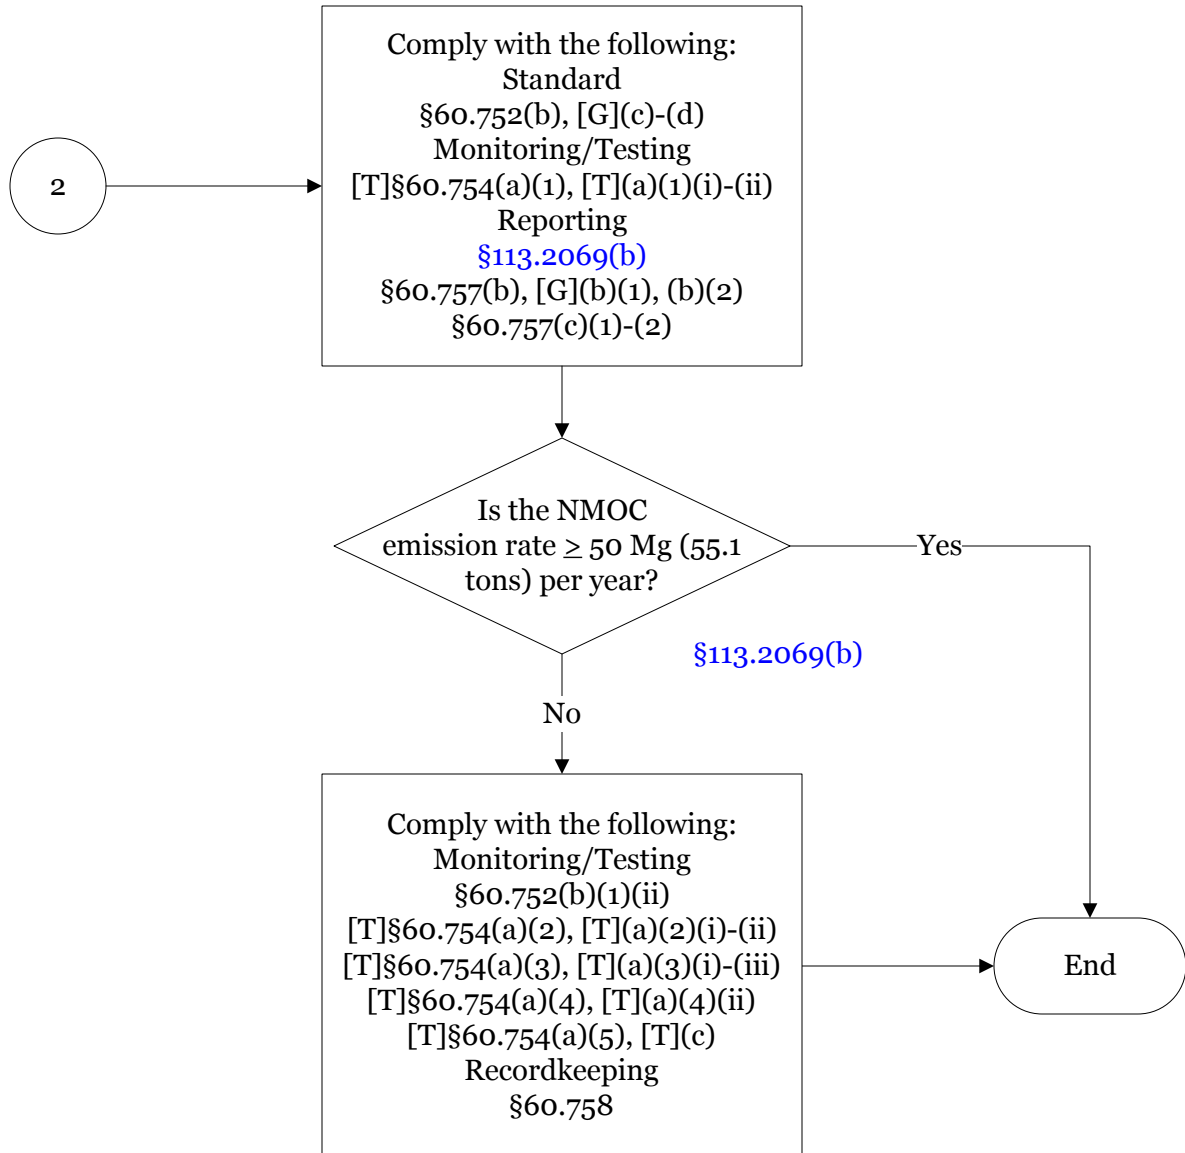 2
Comply with the following:
Standard
§60.752(b), [G](c)-(d)
Monitoring/Testing
[T]§60.754(a)(1), [T](a)(1)(i)-(ii)
Reporting
§113.2069(b)
§60.757(b), [G](b)(1), (b)(2)
§60.757(c)(1)-(2)
Is the NMOC
emission rate ≥ 50 Mg (55.1
tons) per year?
Yes
§113.2069(b)
No
Comply with the following:
Monitoring/Testing
§60.752(b)(1)(ii)
[T]§60.754(a)(2), [T](a)(2)(i)-(ii)
[T]§60.754(a)(3), [T](a)(3)(i)-(iii)
[T]§60.754(a)(4), [T](a)(4)(ii)
[T]§60.754(a)(5), [T](c)
Recordkeeping
§60.758
End